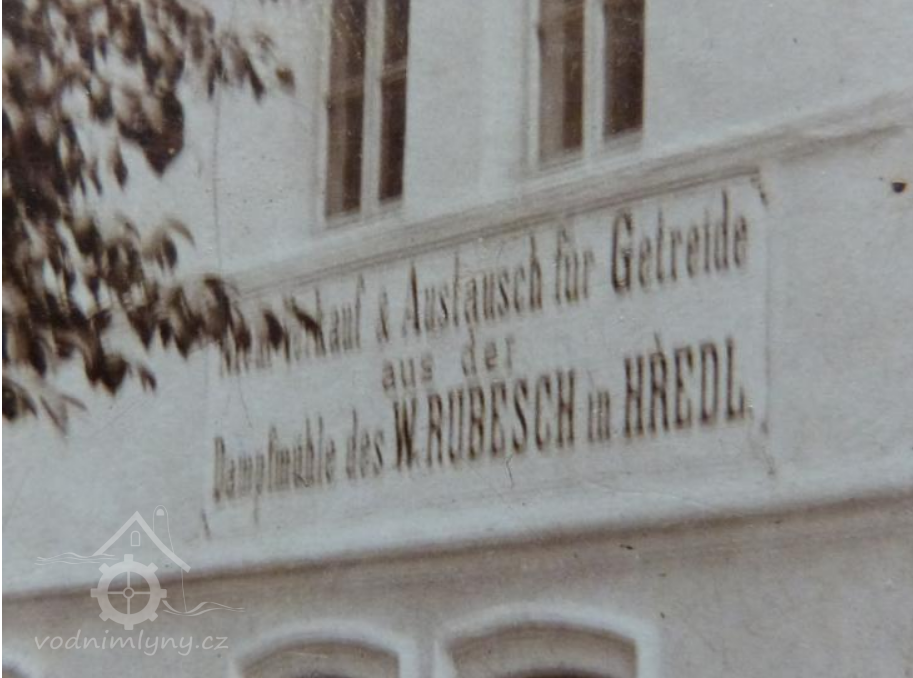 & Austausch für Getreide
aus der
Dampfmühle des W. RUBESCH in HŘEDL.
vodnimlyny.cz